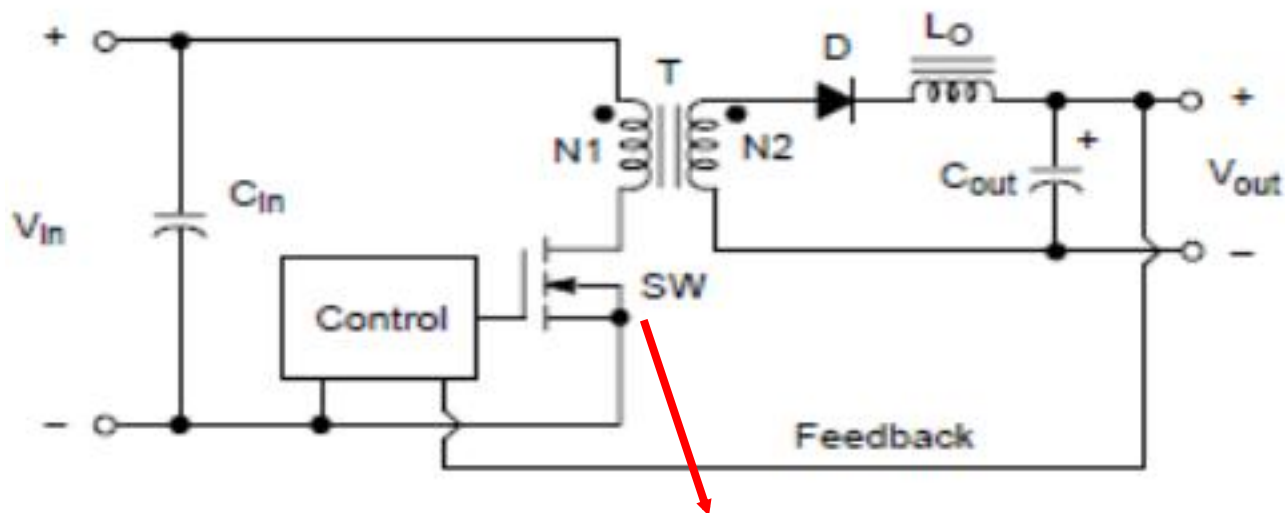 +
T
D
LO
+
N1
N2
+
Cout
Vout
Cin
Vin
SW
−
Control
−
Feedback